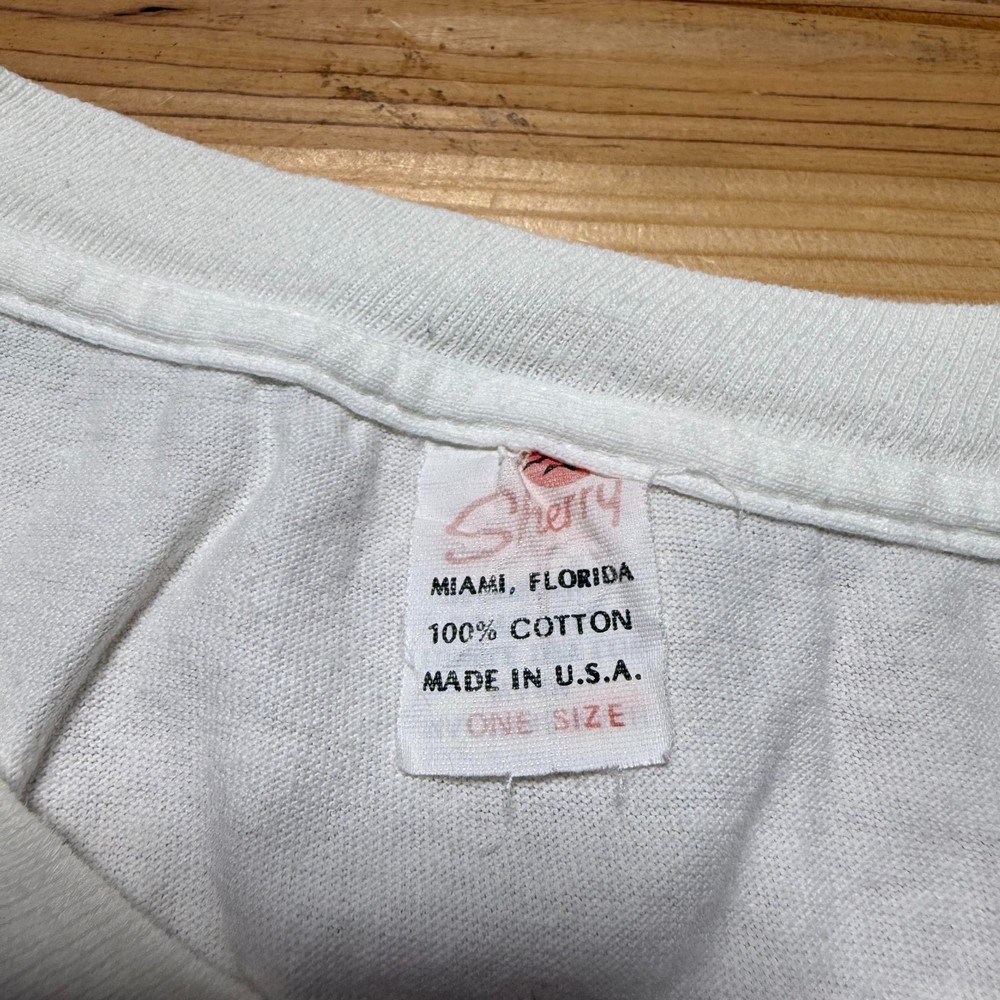 Sherry
MIAMI, FLORIDA
100% COTTON
MADE IN U.S.A.
ONE SIZE